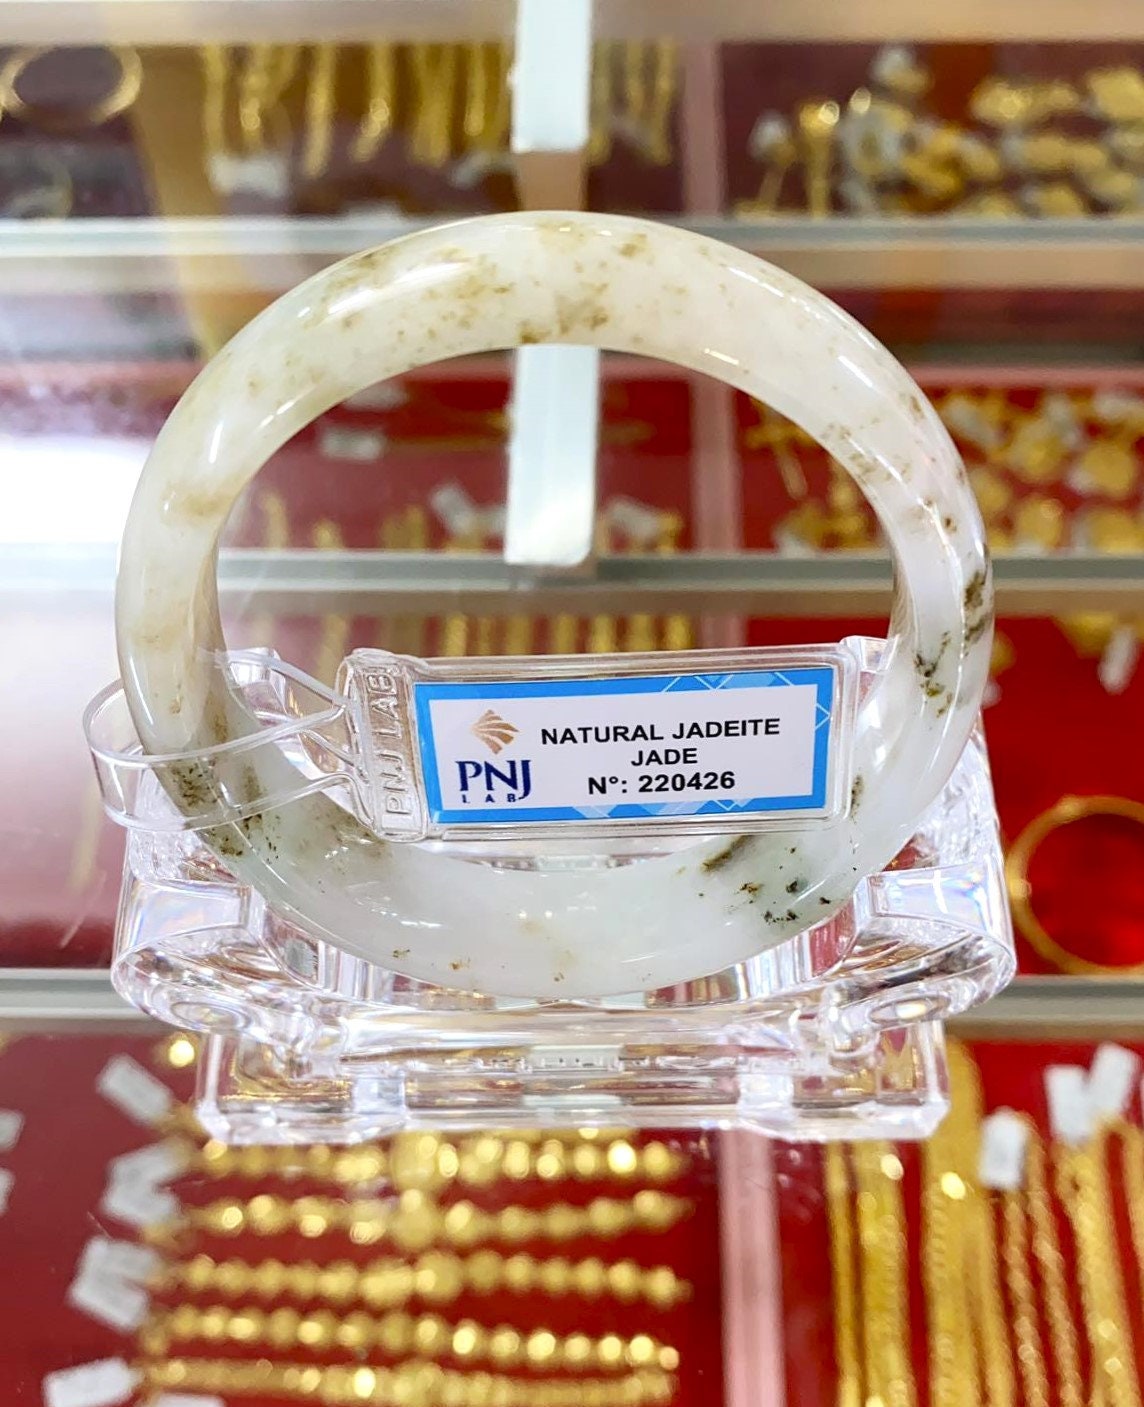 PNJ LAB
PNJ
LAB
NATURAL JADEITE
JADE
N°: 220426